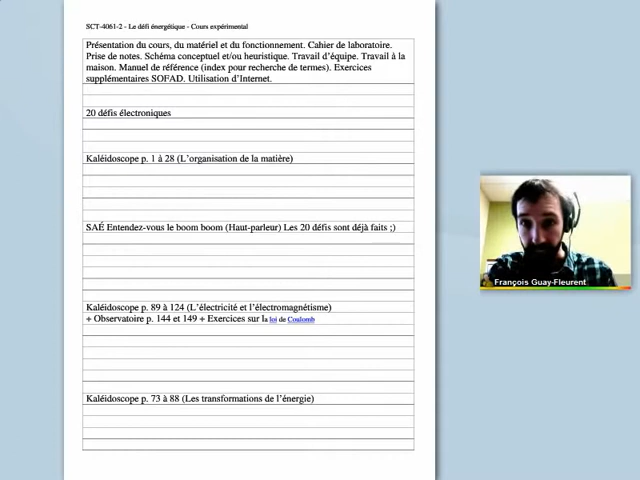 SCT-4061-2 - Le défi énergétique - Cours expérimental
Présentation du cours, du matériel et du fonctionnement. Cahier de laboratoire.
Prise de notes. Schéma conceptuel et/ou heuristique. Travail d'équipe. Travail à la
maison. Manuel de référence (index pour recherche de termes). Exercices
supplémentaires SOFAD. Utilisation d'Internet.
20 défis électroniques
Kaléidoscope p. 1 à 28 (L'organisation de la matière)
SAÉ Entendez-vous le boom boom (Haut-parleur) Les 20 défis sont déjà faits ;)
Kaléidoscope p. 89 à 124 (L'électricité et l'électromagnétisme)
+ Observatoire p. 144 et 149 + Exercices sur la loi de Coulomb
Kaléidoscope p. 73 à 88 (Les transformations de l'énergie)
François Guay-Fleurent